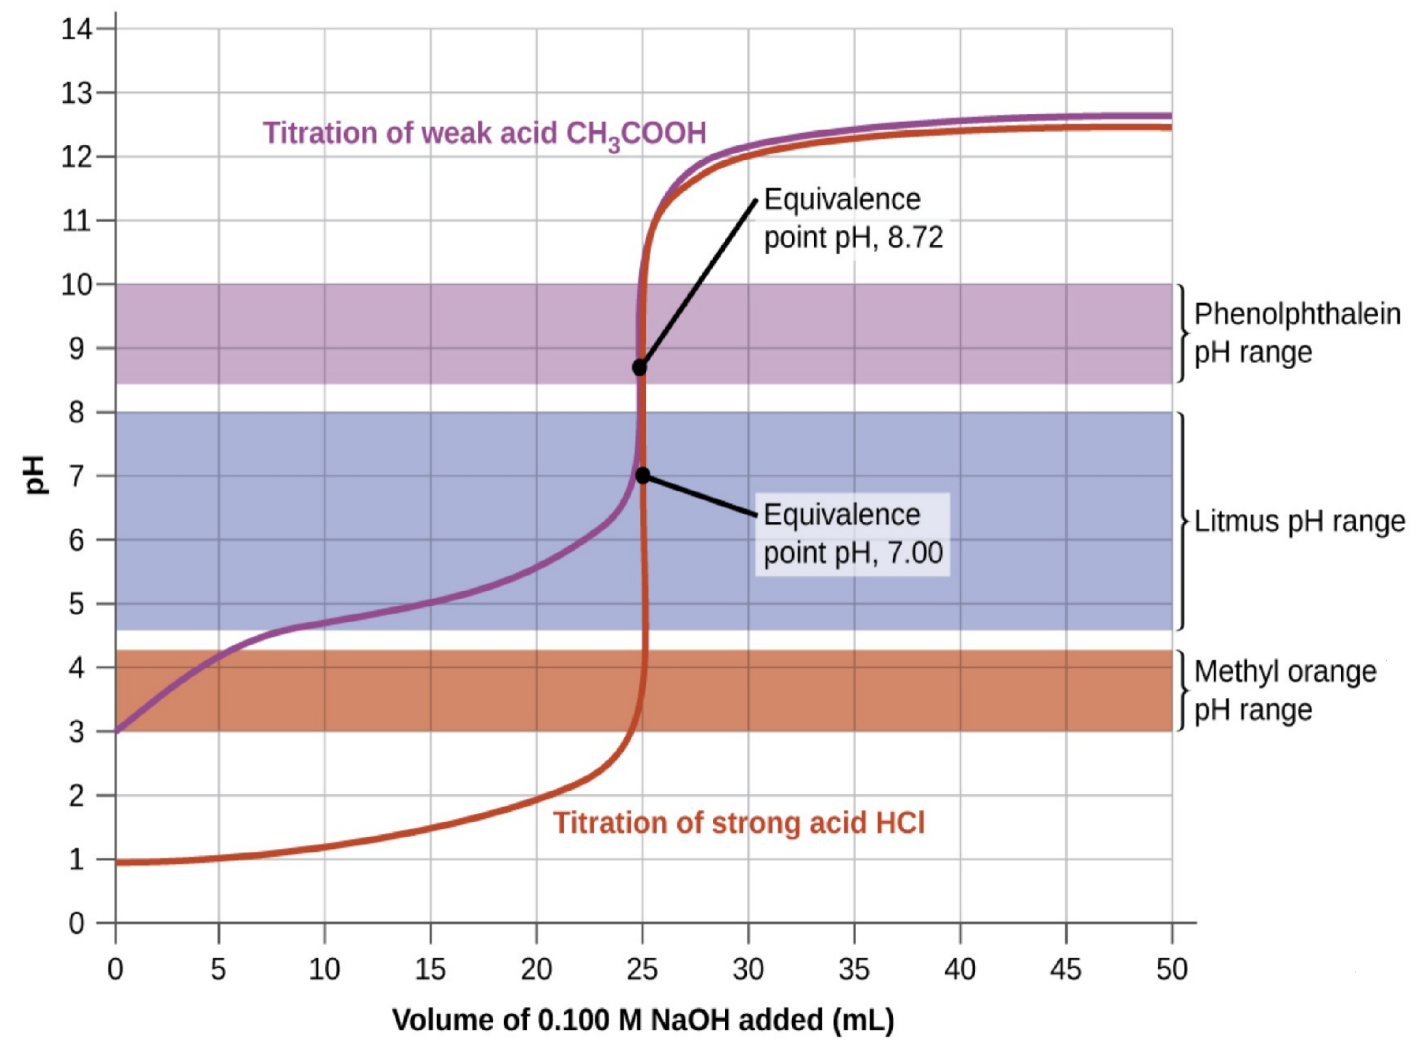 14
13
12
11
10
9
8
7
6
5
4
3
2
1
0
pH
Titration of weak acid CH₃COOH
Equivalence
point pH, 8.72
Phenolphthalein
pH range
Equivalence
point pH, 7.00
Litmus pH range
Methyl orange
pH range
Titration of strong acid HCl
0 5 10 15 20 25 30 35 40 45 50
Volume of 0.100 M NaOH added (mL)